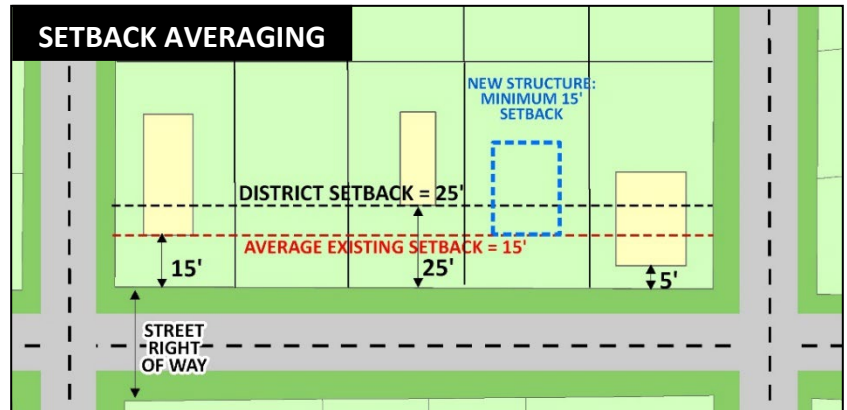 SETBACK AVERAGING
NEW STRUCTURE:
MINIMUM 15'
SETBACK
DISTRICT SETBACK = 25'
AVERAGE EXISTING SETBACK = 15'
15'
25'
5'
STREET
RIGHT
OF WAY